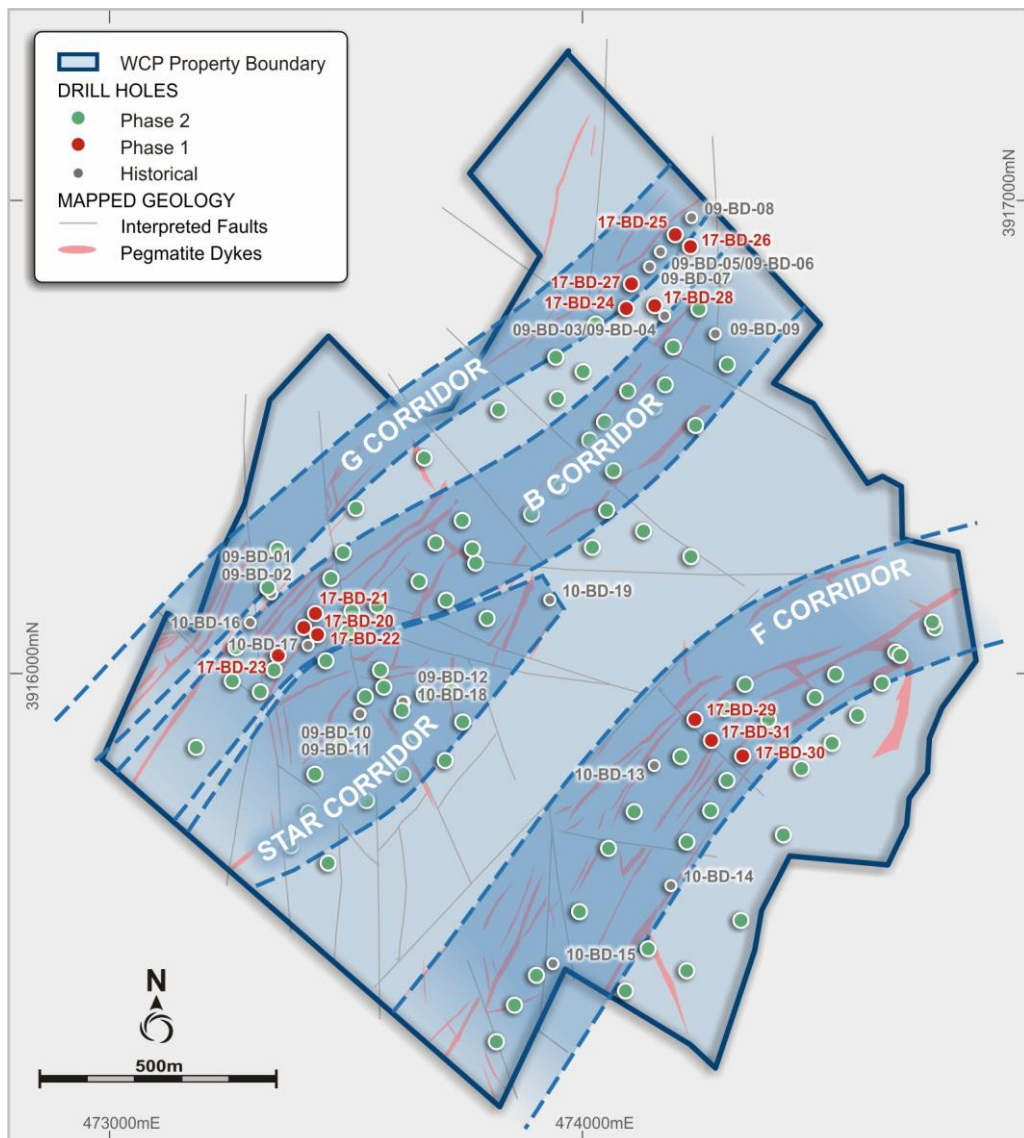 WCP Property Boundary
DRILL HOLES
Phase 2
Phase 1
Historical
MAPPED GEOLOGY
Interpreted Faults
Pegmatite Dykes
3917000mN
09-BD-08
17-BD-25
17-BD-26
09-BD-05/09-BD-06
17-BD-27
09-BD-07
17-BD-24
17-BD-28
09-BD-03/09-BD-04
09-BD-09
G CORRIDOR
B CORRIDOR
09-BD-01
09-BD-02
F CORRIDOR
17-BD-21
10-BD-19
10-BD-16
17-BD-20
10-BD-17
17-BD-22
17-BD-23
3916000mN
09-BD-12
10-BD-18
09-BD-10
09-BD-11
17-BD-29
17-BD-31
17-BD-30
10-BD-13
STAR CORRIDOR
10-BD-14
10-BD-15
N
500m
473000mE
474000mE